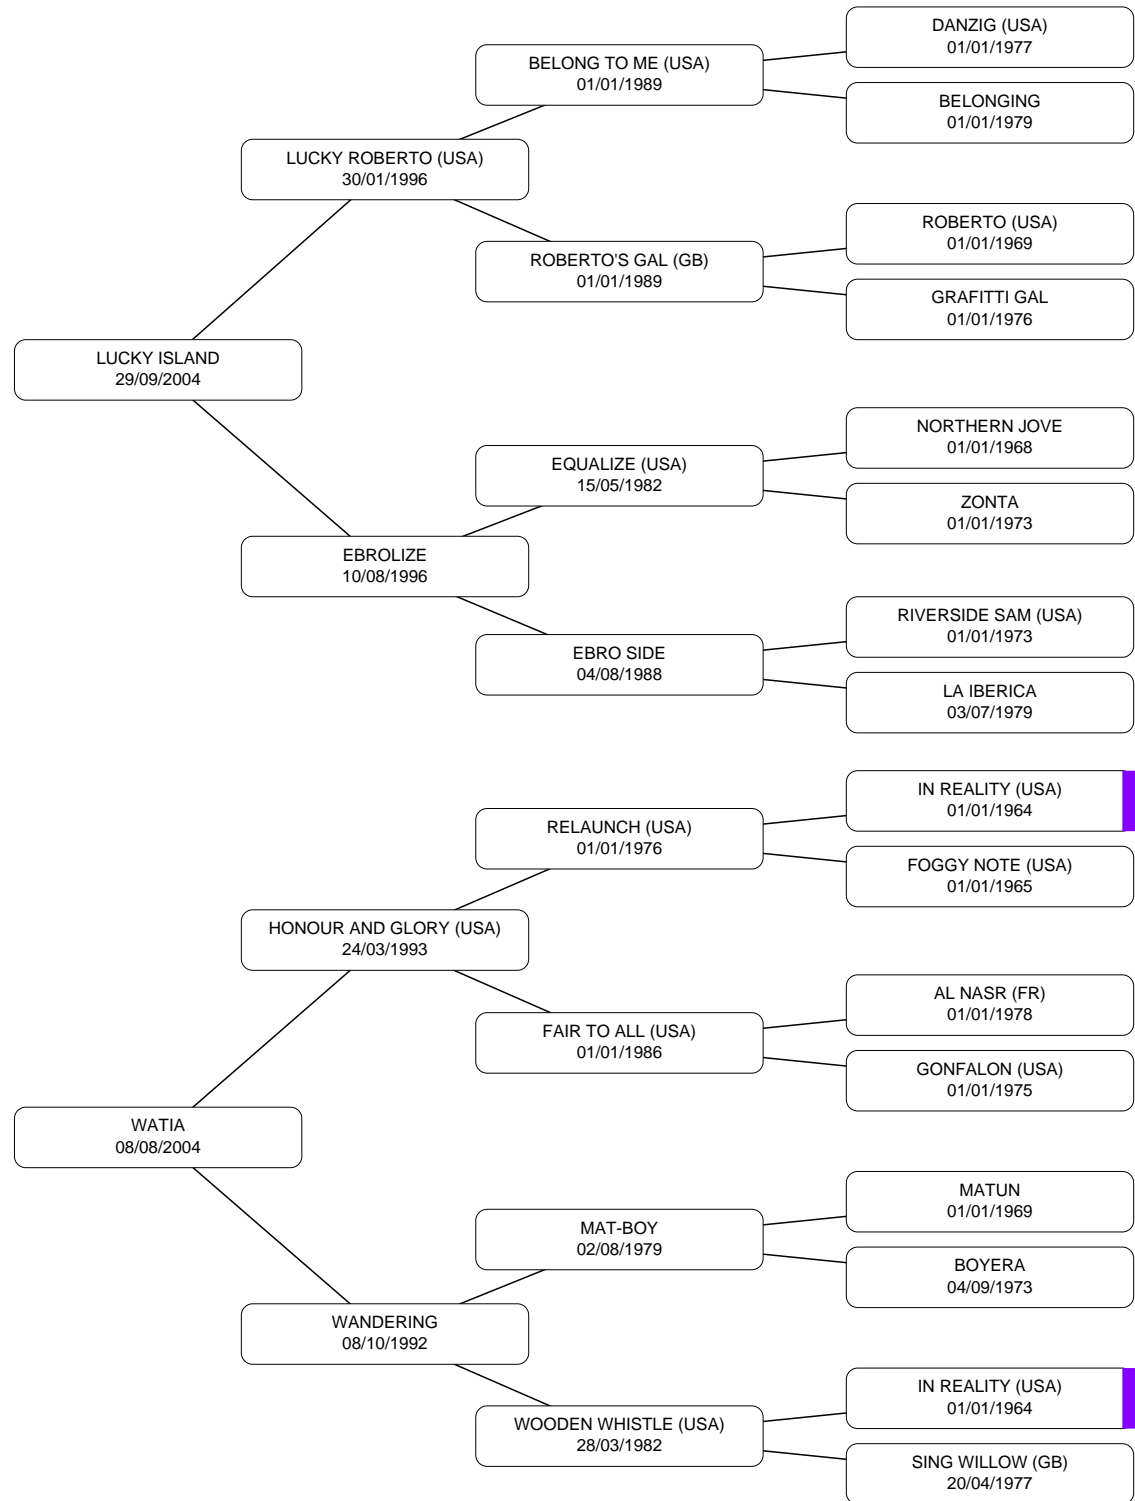 DANZIG (USA)
01/01/1977
BELONG TO ME (USA)
01/01/1989
BELONGING
01/01/1979
LUCKY ROBERTO (USA)
30/01/1996
ROBERTO (USA)
01/01/1969
ROBERTO'S GAL (GB)
01/01/1989
GRAFITTI GAL
01/01/1976
LUCKY ISLAND
29/09/2004
NORTHERN JOVE
01/01/1968
EQUALIZE (USA)
15/05/1982
ZONTA
01/01/1973
EBROLIZE
10/08/1996
RIVERSIDE SAM (USA)
01/01/1973
EBRO SIDE
04/08/1988
LA IBERICA
03/07/1979
IN REALITY (USA)
01/01/1964
RELAUNCH (USA)
01/01/1976
FOGGY NOTE (USA)
01/01/1965
HONOUR AND GLORY (USA)
24/03/1993
AL NASR (FR)
01/01/1978
FAIR TO ALL (USA)
01/01/1986
GONFALON (USA)
01/01/1975
WATIA
08/08/2004
MATUN
01/01/1969
MAT-BOY
02/08/1979
BOYERA
04/09/1973
WANDERING
08/10/1992
IN REALITY (USA)
01/01/1964
WOODEN WHISTLE (USA)
28/03/1982
SING WILLOW (GB)
20/04/1977